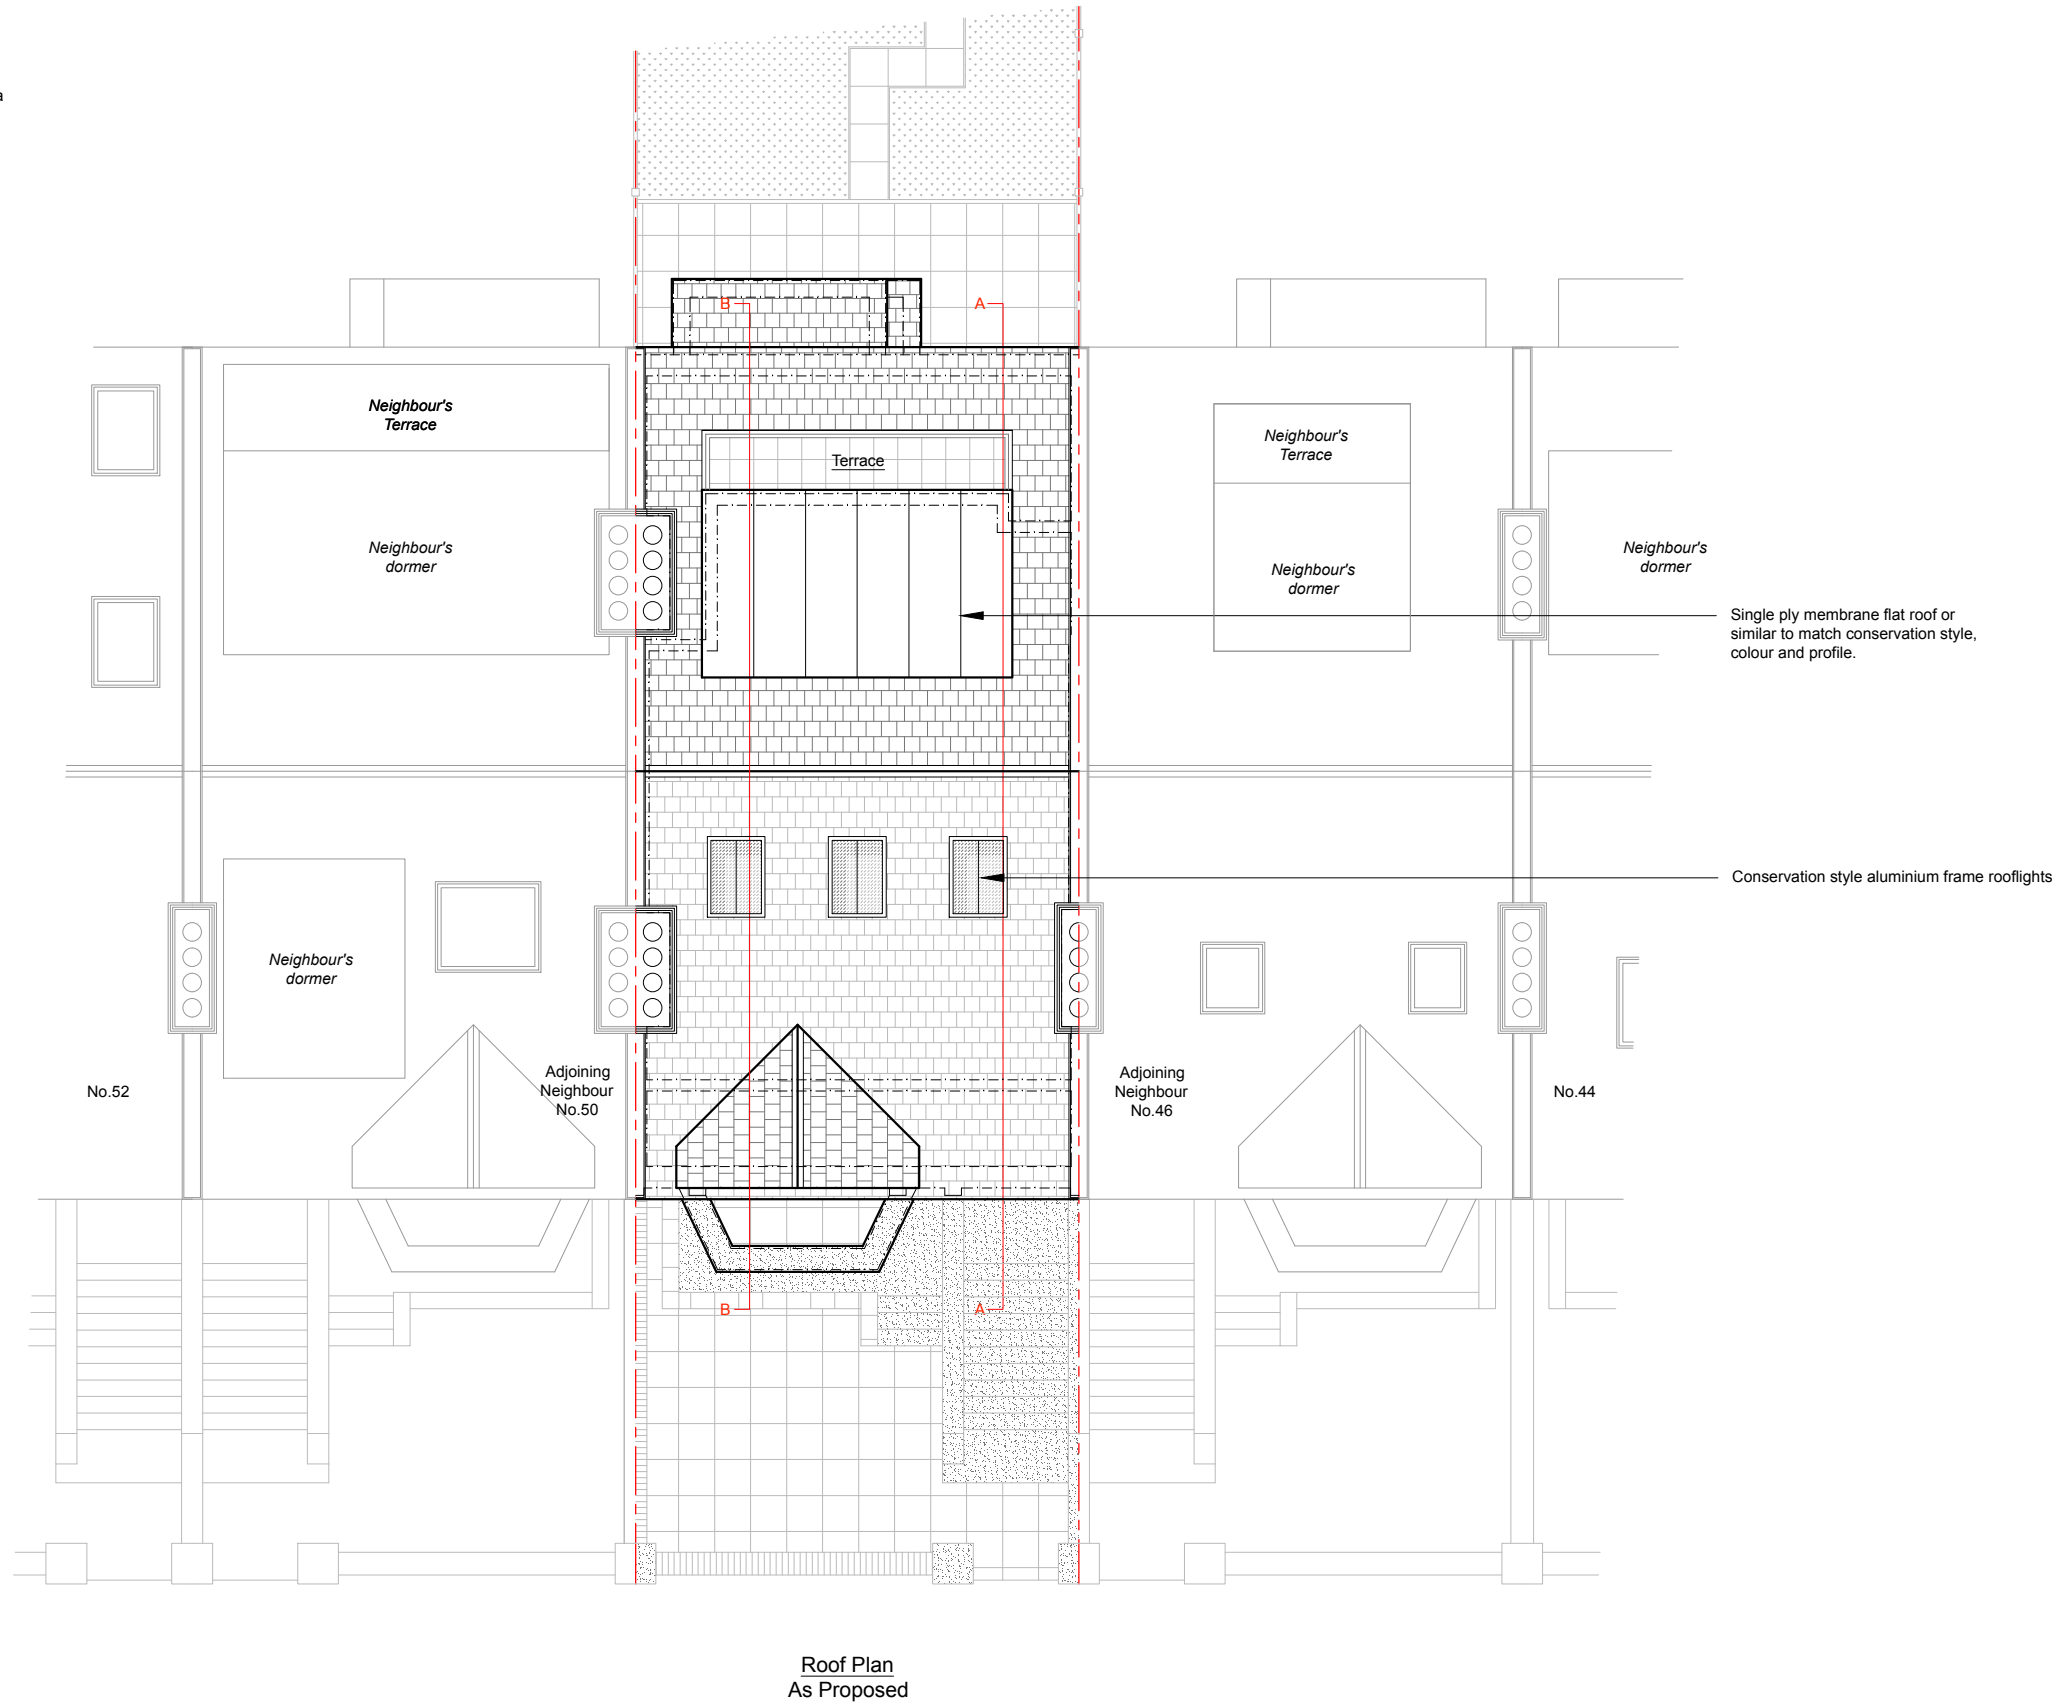 a
B
A
Neighbour's
Terrace
Neighbour's
Terrace
Terrace
Neighbour's
dormer
Neighbour's
dormer
Neighbour's
dormer
Single ply membrane flat roof or
similar to match conservation style,
colour and profile.
Conservation style aluminium frame rooflights
Neighbour's
dormer
No.52
Adjoining
Neighbour
No.50
Adjoining
Neighbour
No.46
No.44
B
A
Roof Plan
As Proposed